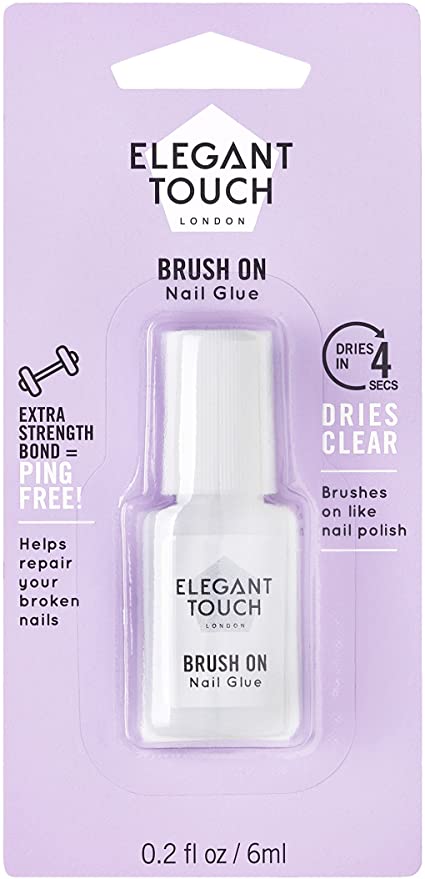 ELEGANT
TOUCH
LONDON
BRUSH ON
Nail Glue
EXTRA
STRENGTH
BOND =
PING
FREE!
Helps
repair
your
broken
nails
DRIES
IN 4
SECS
DRIES
CLEAR
Brushes
on like
nail polish
ELEGANT
TOUCH
LONDON
BRUSH ON
Nail Glue
0.2 fl oz / 6ml